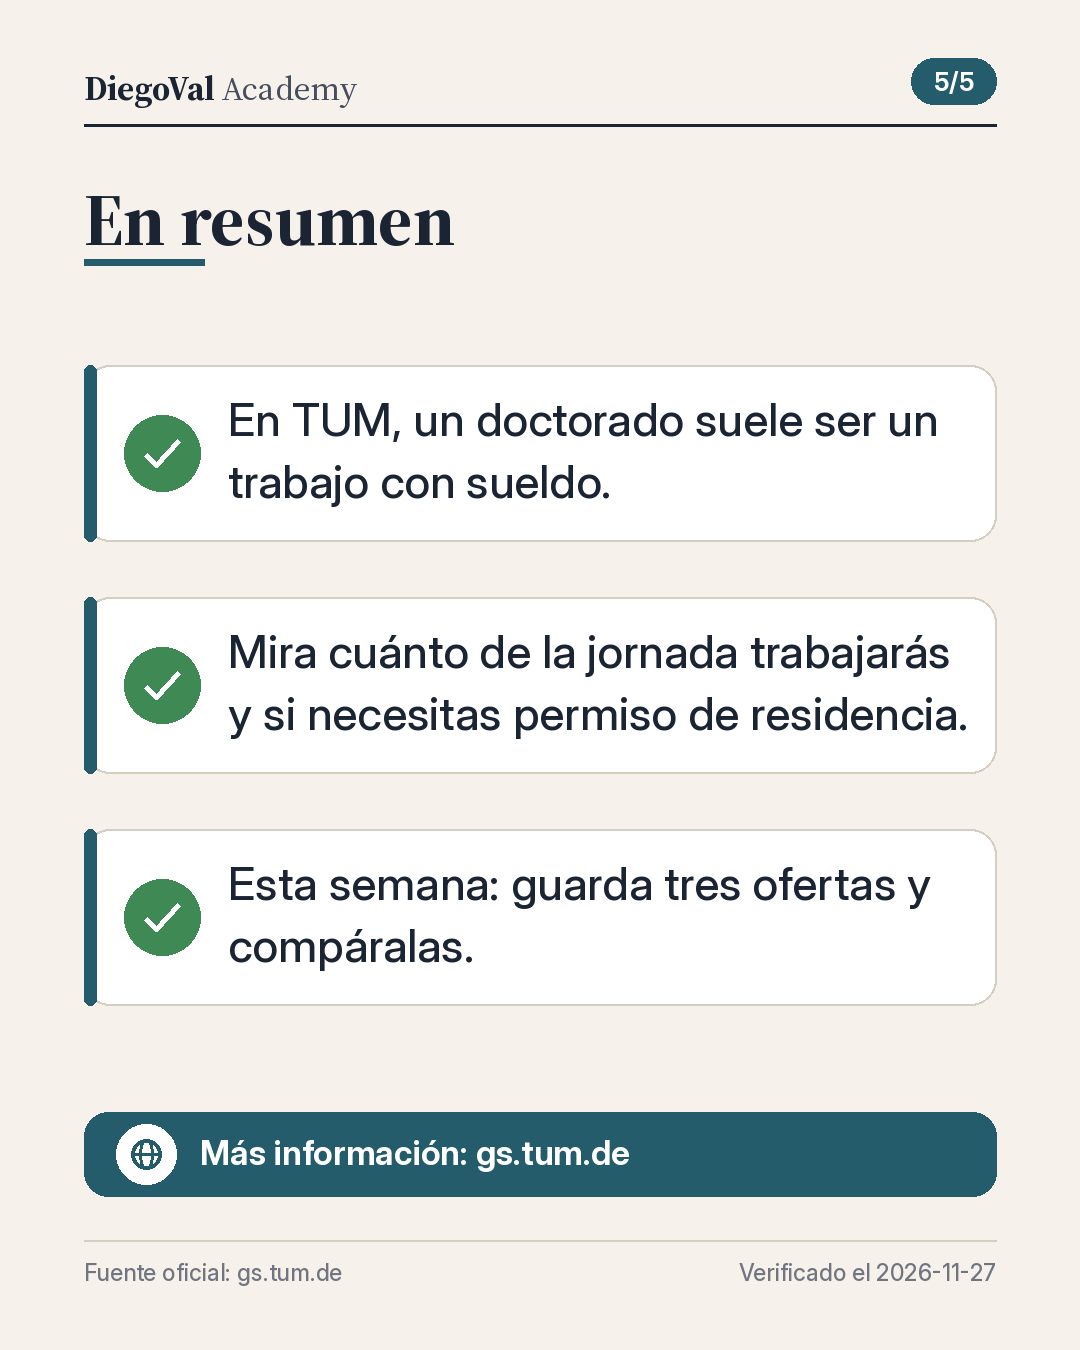 DiegoVal Academy
5/5
En resumen
En TUM, un doctorado suele ser un
trabajo con sueldo.
Mira cuánto de la jornada trabajarás
y si necesitas permiso de residencia.
Esta semana: guarda tres ofertas y
compáralas.
Más información: gs.tum.de
Fuente oficial: gs.tum.de
Verificado el 2026-11-27